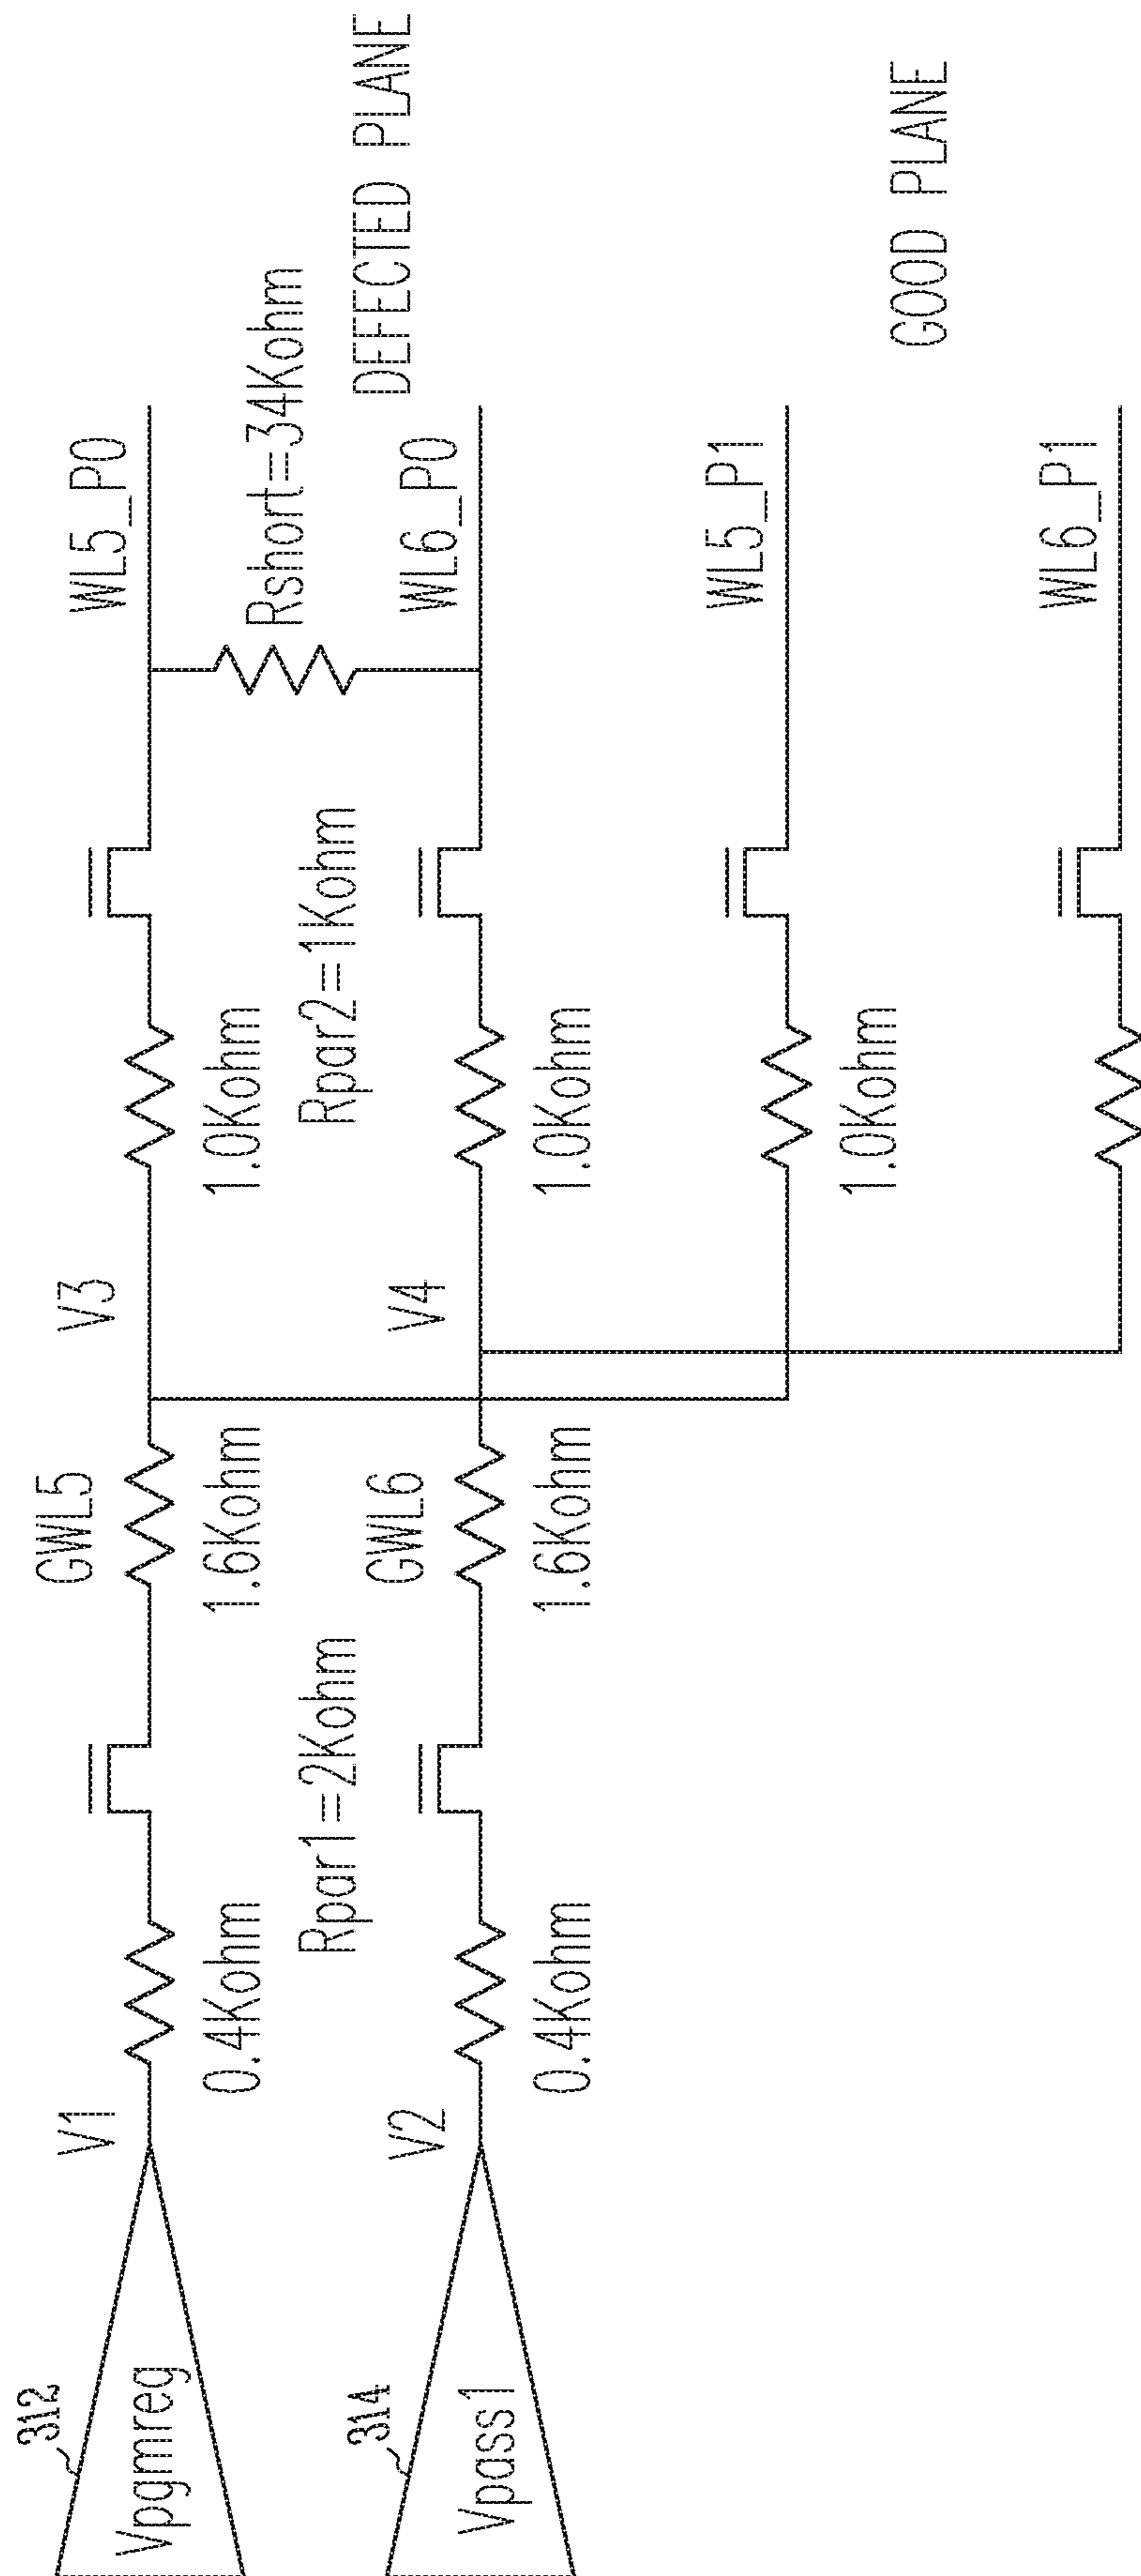 312
Vpgmreg
V1
0.4Kohm
GWL5
1.6Kohm
V3
1.0Kohm
WL5_P0
Rpar1=2Kohm
Rpar2=1Kohm
Rshort=34Kohm
314
Vpass1
V2
0.4Kohm
GWL6
1.6Kohm
V4
1.0Kohm
WL6_P0
DEFECTED PLANE
1.0Kohm
WL5_P1
GOOD PLANE
WL6_P1